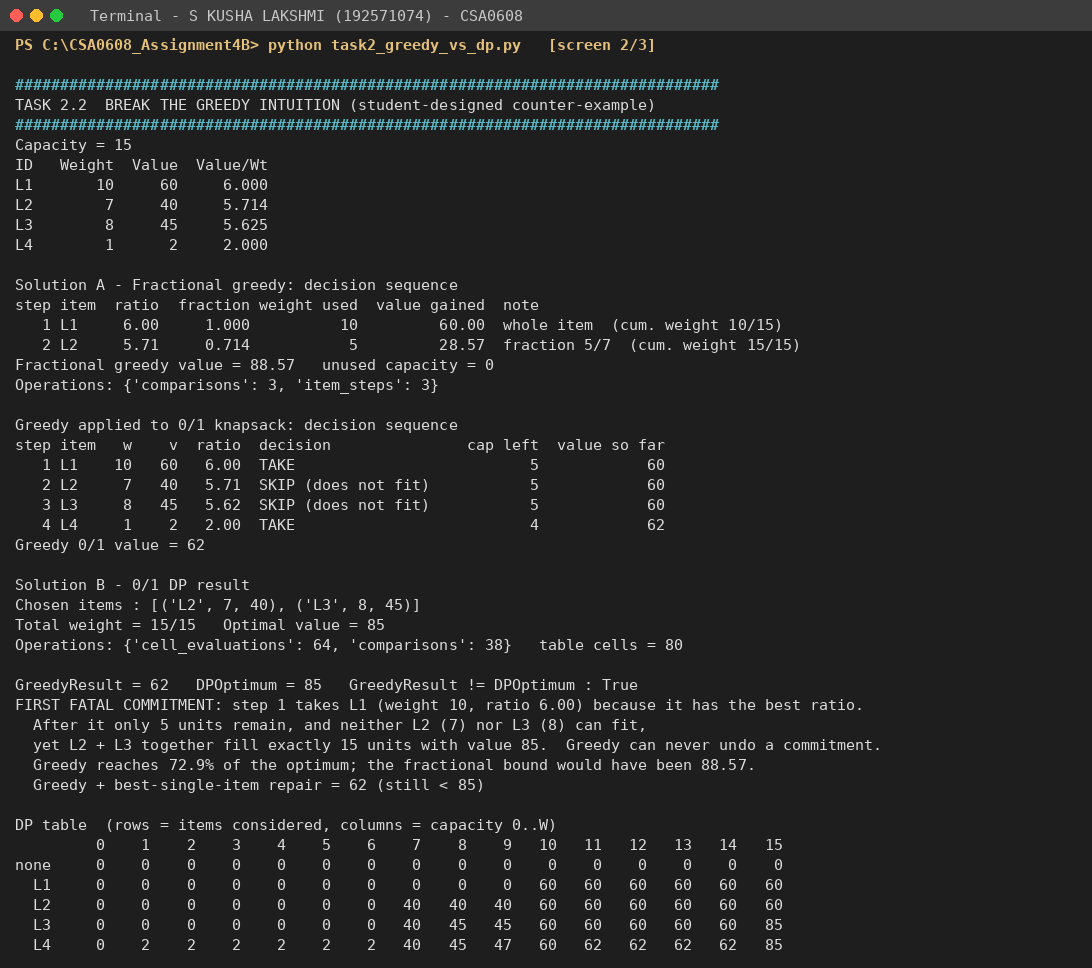 Terminal - S KUSHA LAKSHMI (192571074) - CSA0608
PS C:\CSA0608_Assignment4B> python task2_greedy_vs_dp.py   [screen 2/3]
##############################################################################
TASK 2.2  BREAK THE GREEDY INTUITION (student-designed counter-example)
##############################################################################
Capacity = 15
ID   Weight  Value  Value/Wt
L1       10     60     6.000
L2        7     40     5.714
L3        8     45     5.625
L4        1      2     2.000
Solution A - Fractional greedy: decision sequence
step item  ratio  fraction weight used  value gained  note
   1 L1     6.00     1.000          10         60.00  whole item  (cum. weight 10/15)
   2 L2     5.71     0.714           5         28.57  fraction 5/7  (cum. weight 15/15)
Fractional greedy value = 88.57   unused capacity = 0
Operations: {'comparisons': 3, 'item_steps': 3}
Greedy applied to 0/1 knapsack: decision sequence
step item   w    v  ratio  decision               cap left  value so far
   1 L1    10   60   6.00  TAKE                          5            60
   2 L2     7   40   5.71  SKIP (does not fit)           5            60
   3 L3     8   45   5.62  SKIP (does not fit)           5            60
   4 L4     1    2   2.00  TAKE                          4            62
Greedy 0/1 value = 62
Solution B - 0/1 DP result
Chosen items : [('L2', 7, 40), ('L3', 8, 45)]
Total weight = 15/15   Optimal value = 85
Operations: {'cell_evaluations': 64, 'comparisons': 38}   table cells = 80
GreedyResult = 62   DPOptimum = 85   GreedyResult != DPOptimum : True
FIRST FATAL COMMITMENT: step 1 takes L1 (weight 10, ratio 6.00) because it has the best ratio.
  After it only 5 units remain, and neither L2 (7) nor L3 (8) can fit,
  yet L2 + L3 together fill exactly 15 units with value 85.  Greedy can never undo a commitment.
  Greedy reaches 72.9% of the optimum; the fractional bound would have been 88.57.
  Greedy + best-single-item repair = 62 (still < 85)
DP table  (rows = items considered, columns = capacity 0..W)
         0    1    2    3    4    5    6    7    8    9   10   11   12   13   14   15
none     0    0    0    0    0    0    0    0    0    0    0    0    0    0    0    0
  L1     0    0    0    0    0    0    0    0    0    0   60   60   60   60   60   60
  L2     0    0    0    0    0    0    0   40   40   40   60   60   60   60   60   60
  L3     0    0    0    0    0    0    0   40   45   45   60   60   60   60   60   85
  L4     0    2    2    2    2    2    2   40   45   47   60   62   62   62   62   85